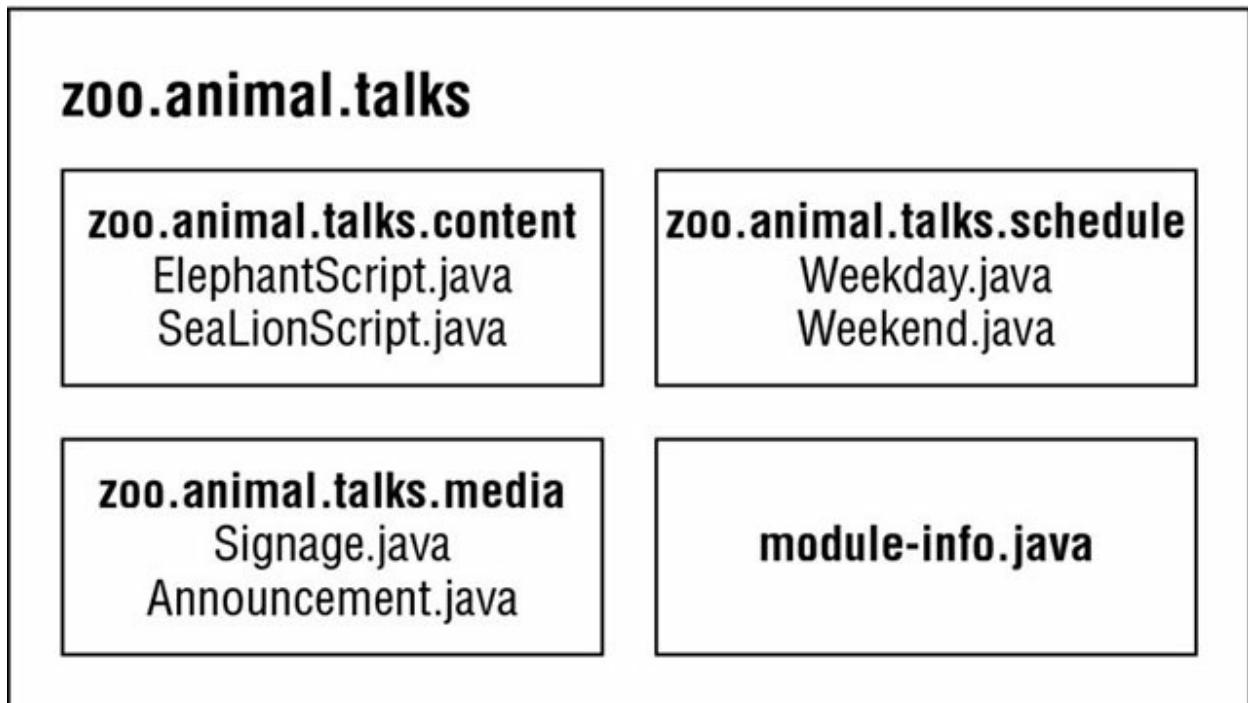 zoo.animal.talks
zoo.animal.talks.content
ElephantScript.java
SeaLionScript.java
zoo.animal.talks.schedule
Weekday.java
Weekend.java
zoo.animal.talks.media
Signage.java
Announcement.java
module-info.java